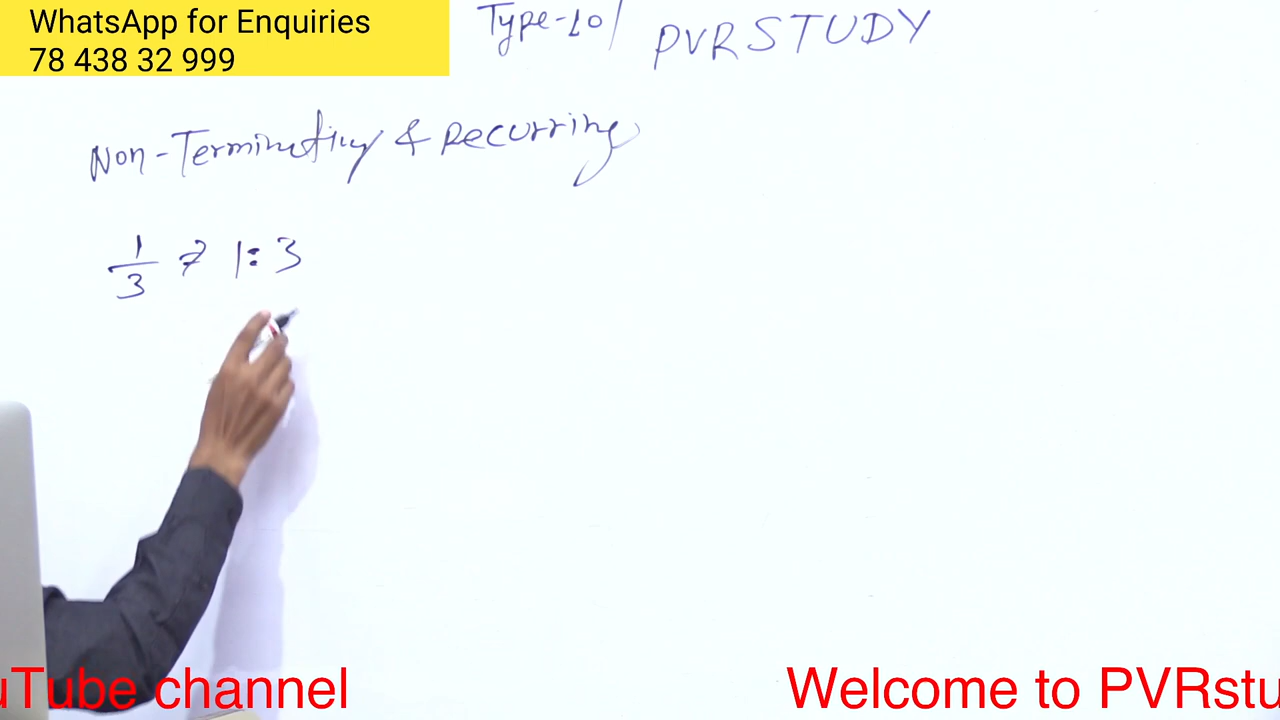 WhatsApp for Enquiries
78 438 32 999
Type-10/ PVRSTUDY
Non-Terminating & Recurring
1/3 ⇒ 1:3
uTube channel
Welcome to PVRstu